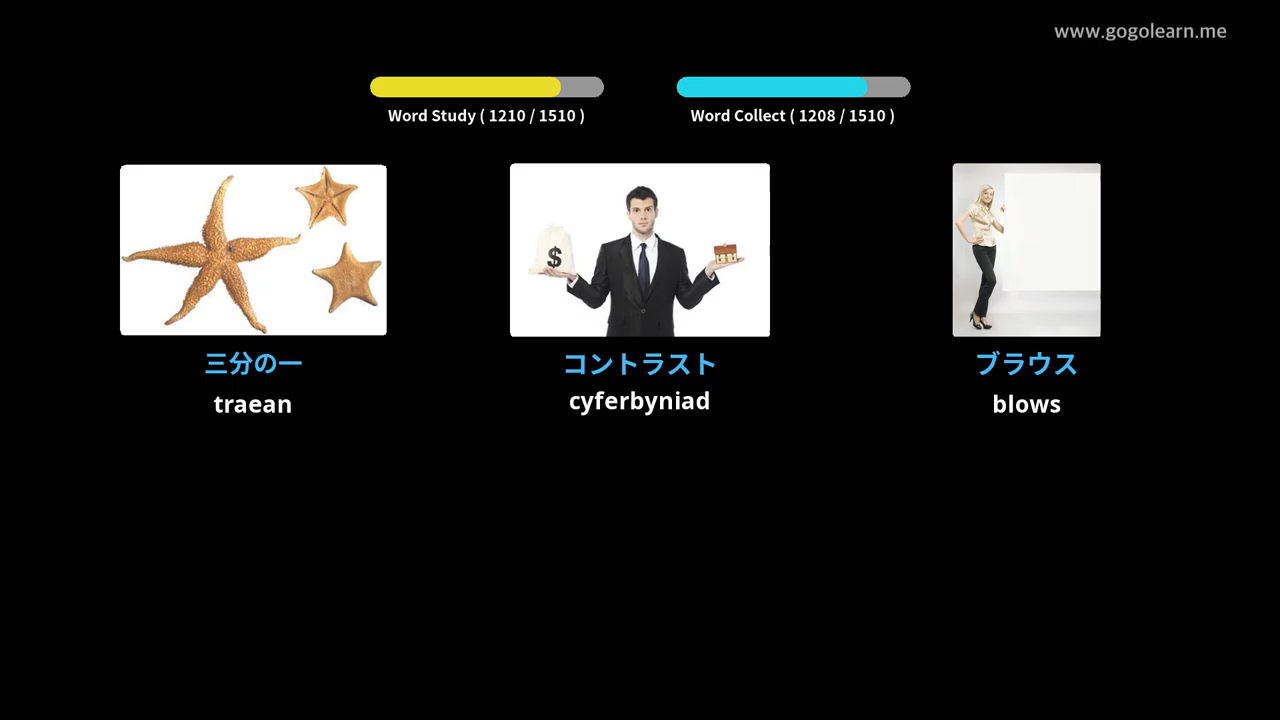 www.gogolearn.me
Word Study ( 1210 / 1510 )
Word Collect ( 1208 / 1510 )
$
三分の一
コントラスト
ブラウス
traean
cyferbyniad
blows